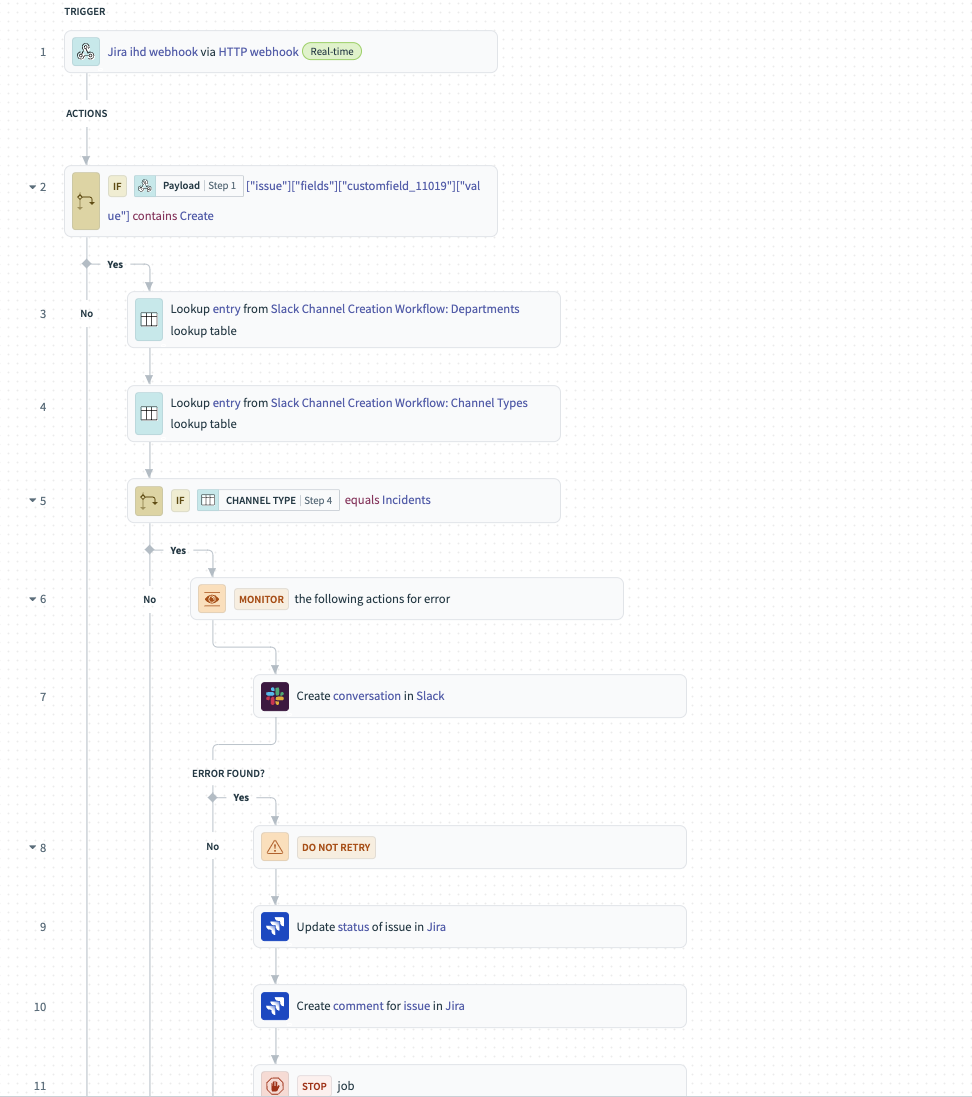 TRIGGER
1 Jira ihd webhook via HTTP webhook Real-time
ACTIONS
2 IF Payload | Step 1 ["issue"]["fields"]["customfield_11019"]["val
ue"] contains Create
Yes
3 No Lookup entry from Slack Channel Creation Workflow: Departments
lookup table
4 Lookup entry from Slack Channel Creation Workflow: Channel Types
lookup table
5 IF CHANNEL TYPE | Step 4 equals Incidents
Yes
6 No MONITOR the following actions for error
7 Create conversation in Slack
ERROR FOUND?
Yes
8 No DO NOT RETRY
9 Update status of issue in Jira
10 Create comment for issue in Jira
11 STOP job